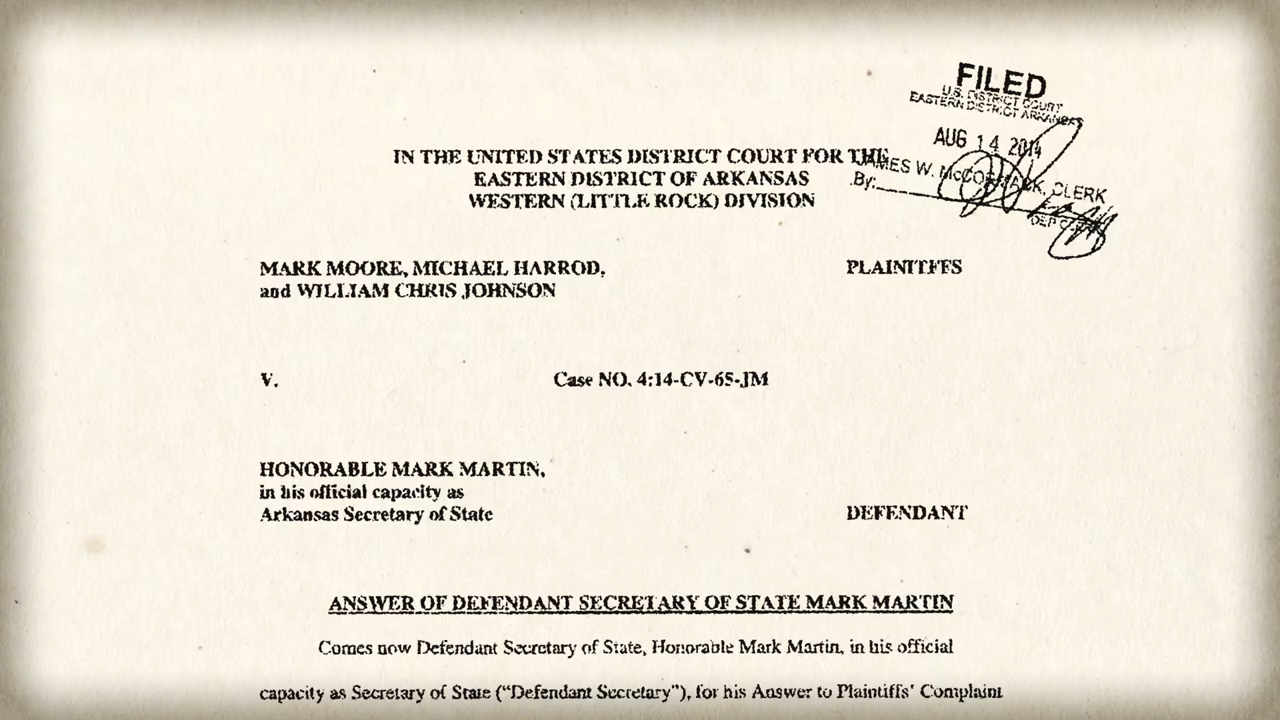 FILED
U.S. DISTRICT COURT
EASTERN DISTRICT ARKANSAS
AUG 14 2014
JAMES W. McCORMACK, CLERK
By:
DEP CLERK
IN THE UNITED STATES DISTRICT COURT FOR THE
EASTERN DISTRICT OF ARKANSAS
WESTERN (LITTLE ROCK) DIVISION
MARK MOORE, MICHAEL HARROD, PLAINTIFFS
and WILLIAM CHRIS JOHNSON
V. Case NO. 4:14-CV-65-JM
HONORABLE MARK MARTIN,
in his official capacity as
Arkansas Secretary of State DEFENDANT
ANSWER OF DEFENDANT SECRETARY OF STATE MARK MARTIN
Comes now Defendant Secretary of State, Honorable Mark Martin, in his official
capacity as Secretary of State (“Defendant Secretary”), for his Answer to Plaintiffs’ Complaint